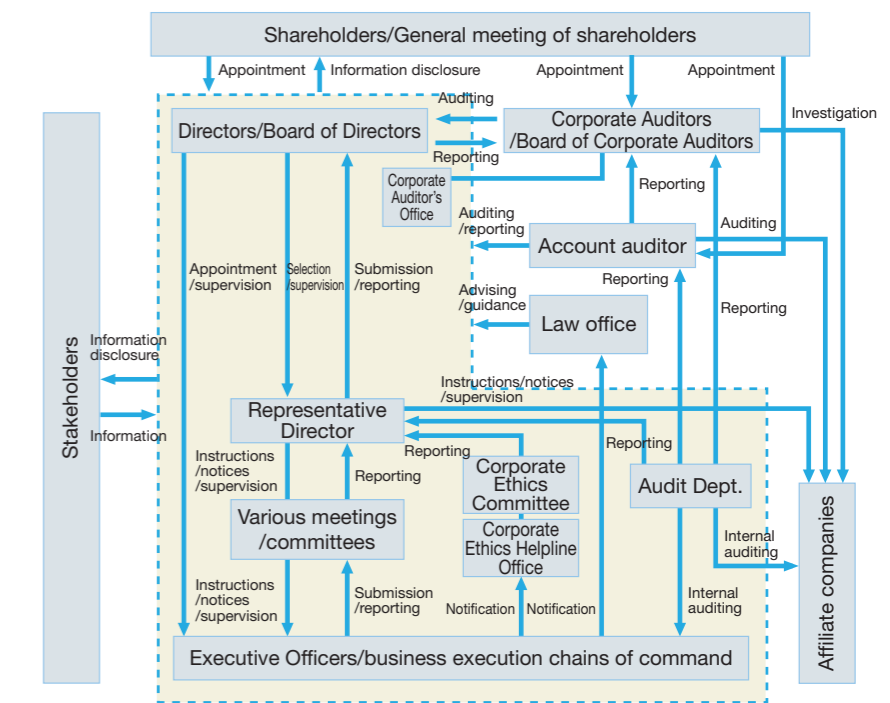 Shareholders/General meeting of shareholders
Appointment
Information disclosure
Appointment
Appointment
Auditing
Directors/Board of Directors
Corporate Auditors
/Board of Corporate Auditors
Investigation
Reporting
Corporate
Auditor's
Office
Reporting
Auditing
/reporting
Account auditor
Auditing
Appointment
/supervision
Selection
/supervision
Submission
/reporting
Reporting
Advising
/guidance
Law office
Reporting
Stakeholders
Information
disclosure
Information
Instructions/notices
/supervision
Representative
Director
Reporting
Reporting
Instructions
/notices
/supervision
Reporting
Corporate
Ethics
Committee
Audit Dept.
Various meetings
/committees
Corporate
Ethics Helpline
Office
Internal
auditing
Affiliate companies
Instructions
/notices
/supervision
Submission
/reporting
Notification
Notification
Internal
auditing
Executive Officers/business execution chains of command